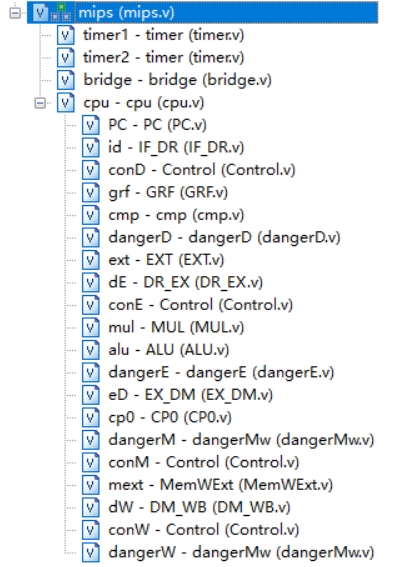 mips (mips.v)
timer1 - timer (timer.v)
timer2 - timer (timer.v)
bridge - bridge (bridge.v)
cpu - cpu (cpu.v)
PC - PC (PC.v)
id - IF_DR (IF_DR.v)
conD - Control (Control.v)
grf - GRF (GRF.v)
cmp - cmp (cmp.v)
dangerD - dangerD (dangerD.v)
ext - EXT (EXT.v)
dE - DR_EX (DR_EX.v)
conE - Control (Control.v)
mul - MUL (MUL.v)
alu - ALU (ALU.v)
dangerE - dangerE (dangerE.v)
eD - EX_DM (EX_DM.v)
cp0 - CP0 (CP0.v)
dangerM - dangerMw (dangerMw.v)
conM - Control (Control.v)
mext - MemWExt (MemWExt.v)
dW - DM_WB (DM_WB.v)
conW - Control (Control.v)
dangerW - dangerMw (dangerMw.v)